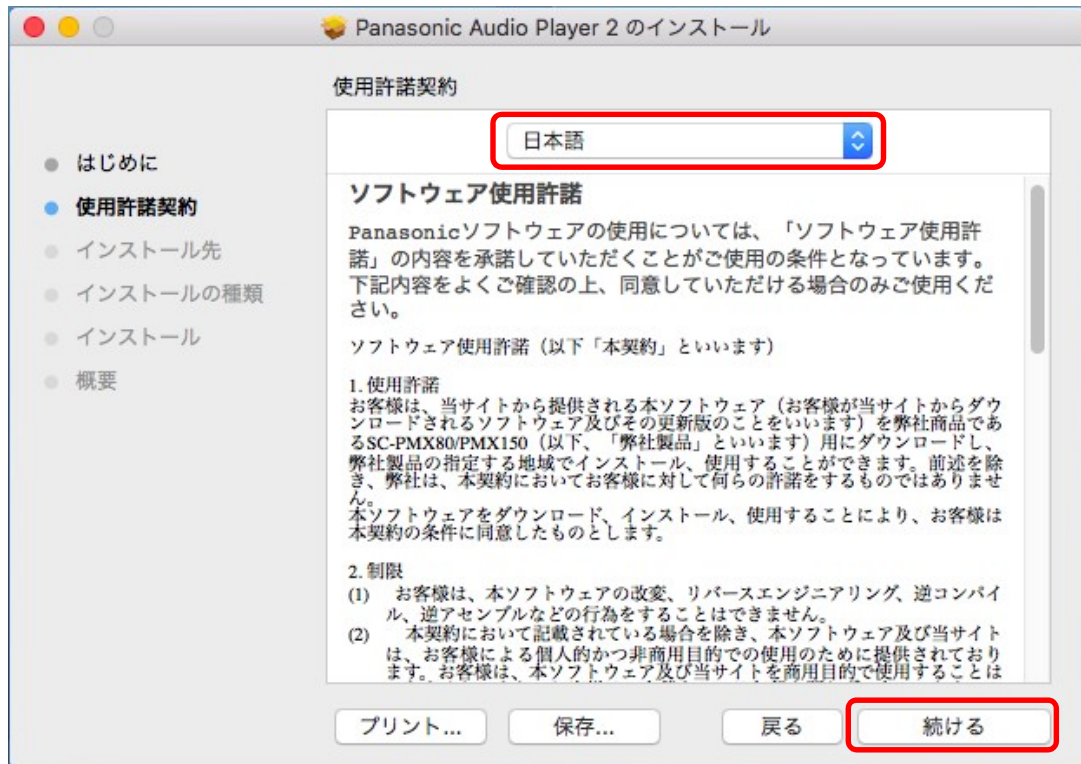 Panasonic Audio Player 2 のインストール
使用許諾契約
日本語
はじめに
使用許諾契約
インストール先
インストールの種類
インストール
概要
ソフトウェア使用許諾
Panasonicソフトウェアの使用については、「ソフトウェア使用許
諾」の内容を承諾していただくことがご使用の条件となっています。
下記内容をよくご確認の上、同意していただける場合のみご使用くだ
さい。
ソフトウェア使用許諾（以下「本契約」といいます）
1. 使用許諾
お客様は、当サイトから提供される本ソフトウェア（お客様が当サイトからダウ
ンロードされるソフトウェア及びその更新版のことをいいます）を弊社商品であ
るSC-PMX80/PMX150（以下、「弊社製品」といいます）用にダウンロードし、
弊社製品の指定する地域でインストール、使用することができます。前述を除
き、弊社は、本契約においてお客様に対して何らの許諾をするものではありませ
ん。
本ソフトウェアをダウンロード、インストール、使用することにより、お客様は
本契約の条件に同意したものとします。
2. 制限
(1) お客様は、本ソフトウェアの改変、リバースエンジニアリング、逆コンパイ
ル、逆アセンブルなどの行為をすることはできません。
(2) 本契約において記載されている場合を除き、本ソフトウェア及び当サイト
は、お客様による個人的かつ非商用目的での使用のために提供されており
ます。お客様は、本ソフトウェア及び当サイトを商用目的で使用することは
プリント...
保存...
戻る
続ける